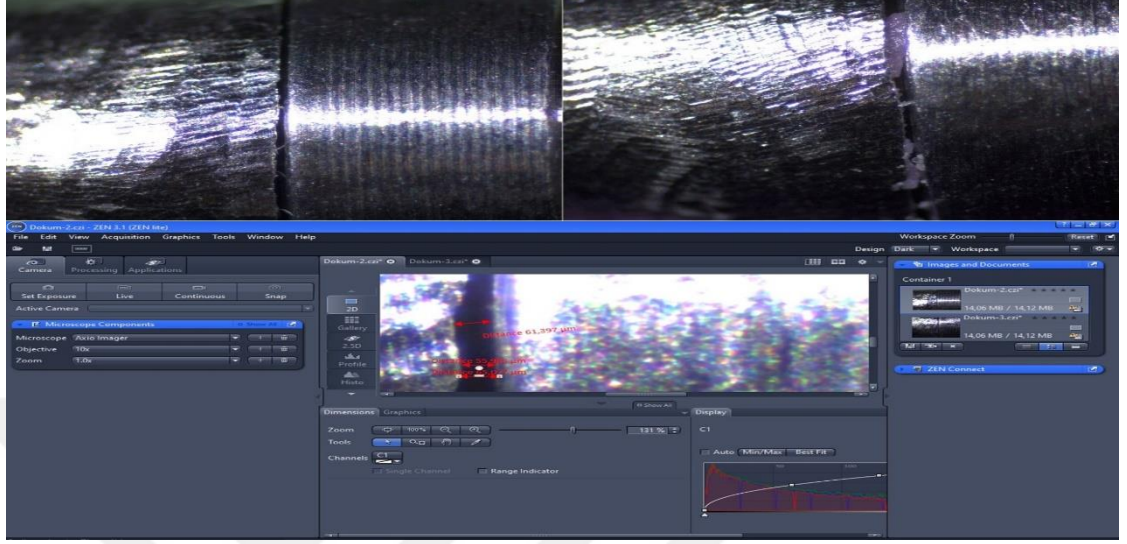 ZEN Dokum-2.czi - ZEN 3.1 (ZEN lite)
File Edit View Acquisition Graphics Tools Window Help
Workspace Zoom Reset
Design Dark Workspace
Camera Processing Applications
Set Exposure Live Continuous Snap
Active Camera
Microscope Components Show All
Microscope Axio Imager
Objective 10x
Zoom 1.0x
Dokum-2.czi* Dokum-3.czi*
2D
Gallery
2.5D
Profile
Histo
Distance 61,397 µm
Show All
Dimensions Graphics
Zoom 100% 131 %
Tools
Channels C1
Single Channel Range Indicator
Display
C1
Auto Min/Max Best Fit
Images and Documents
Container 1
Dokum-2.czi*
14,06 MB / 14,12 MB
Dokum-3.czi*
14,06 MB / 14,12 MB
ZEN Connect